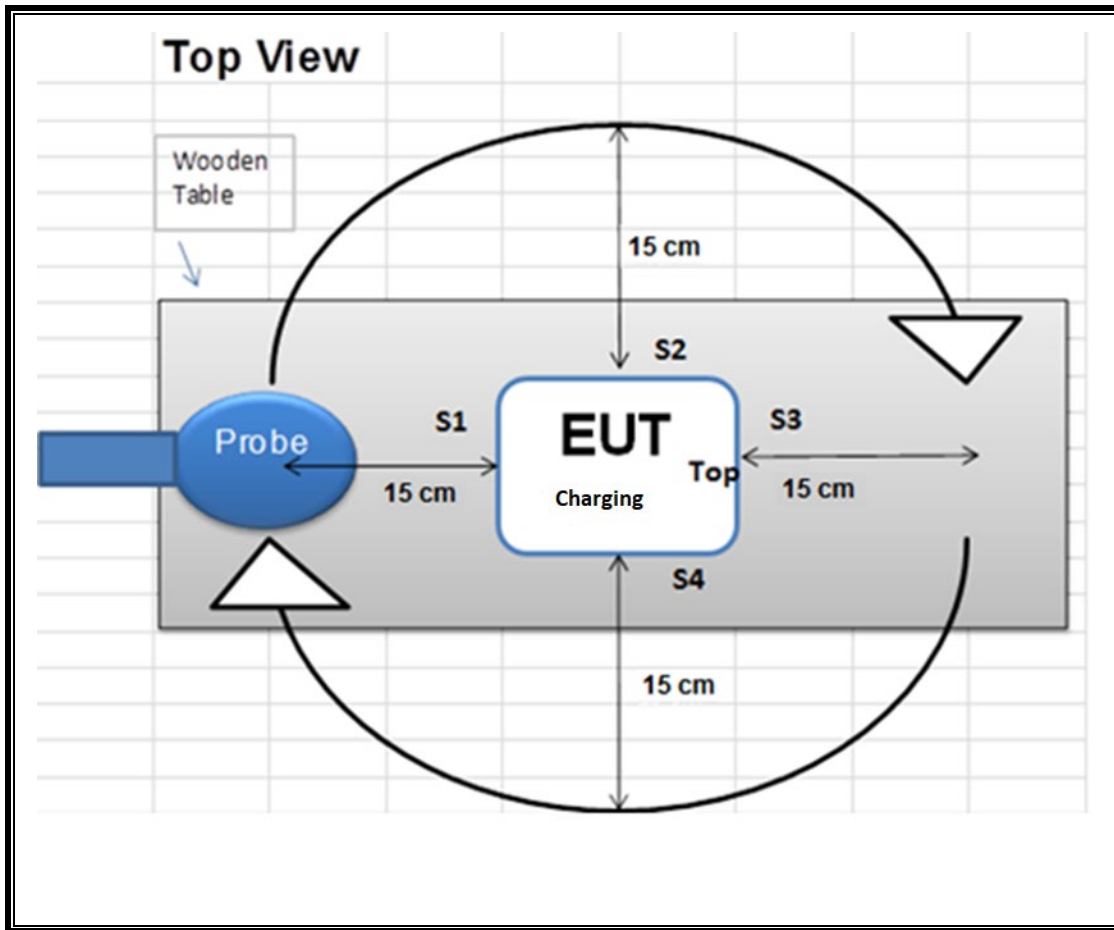 Top View
Wooden
Table
15 cm
S2
S1
EUT
S3
Probe
Top
15 cm
Charging
15 cm
S4
15 cm